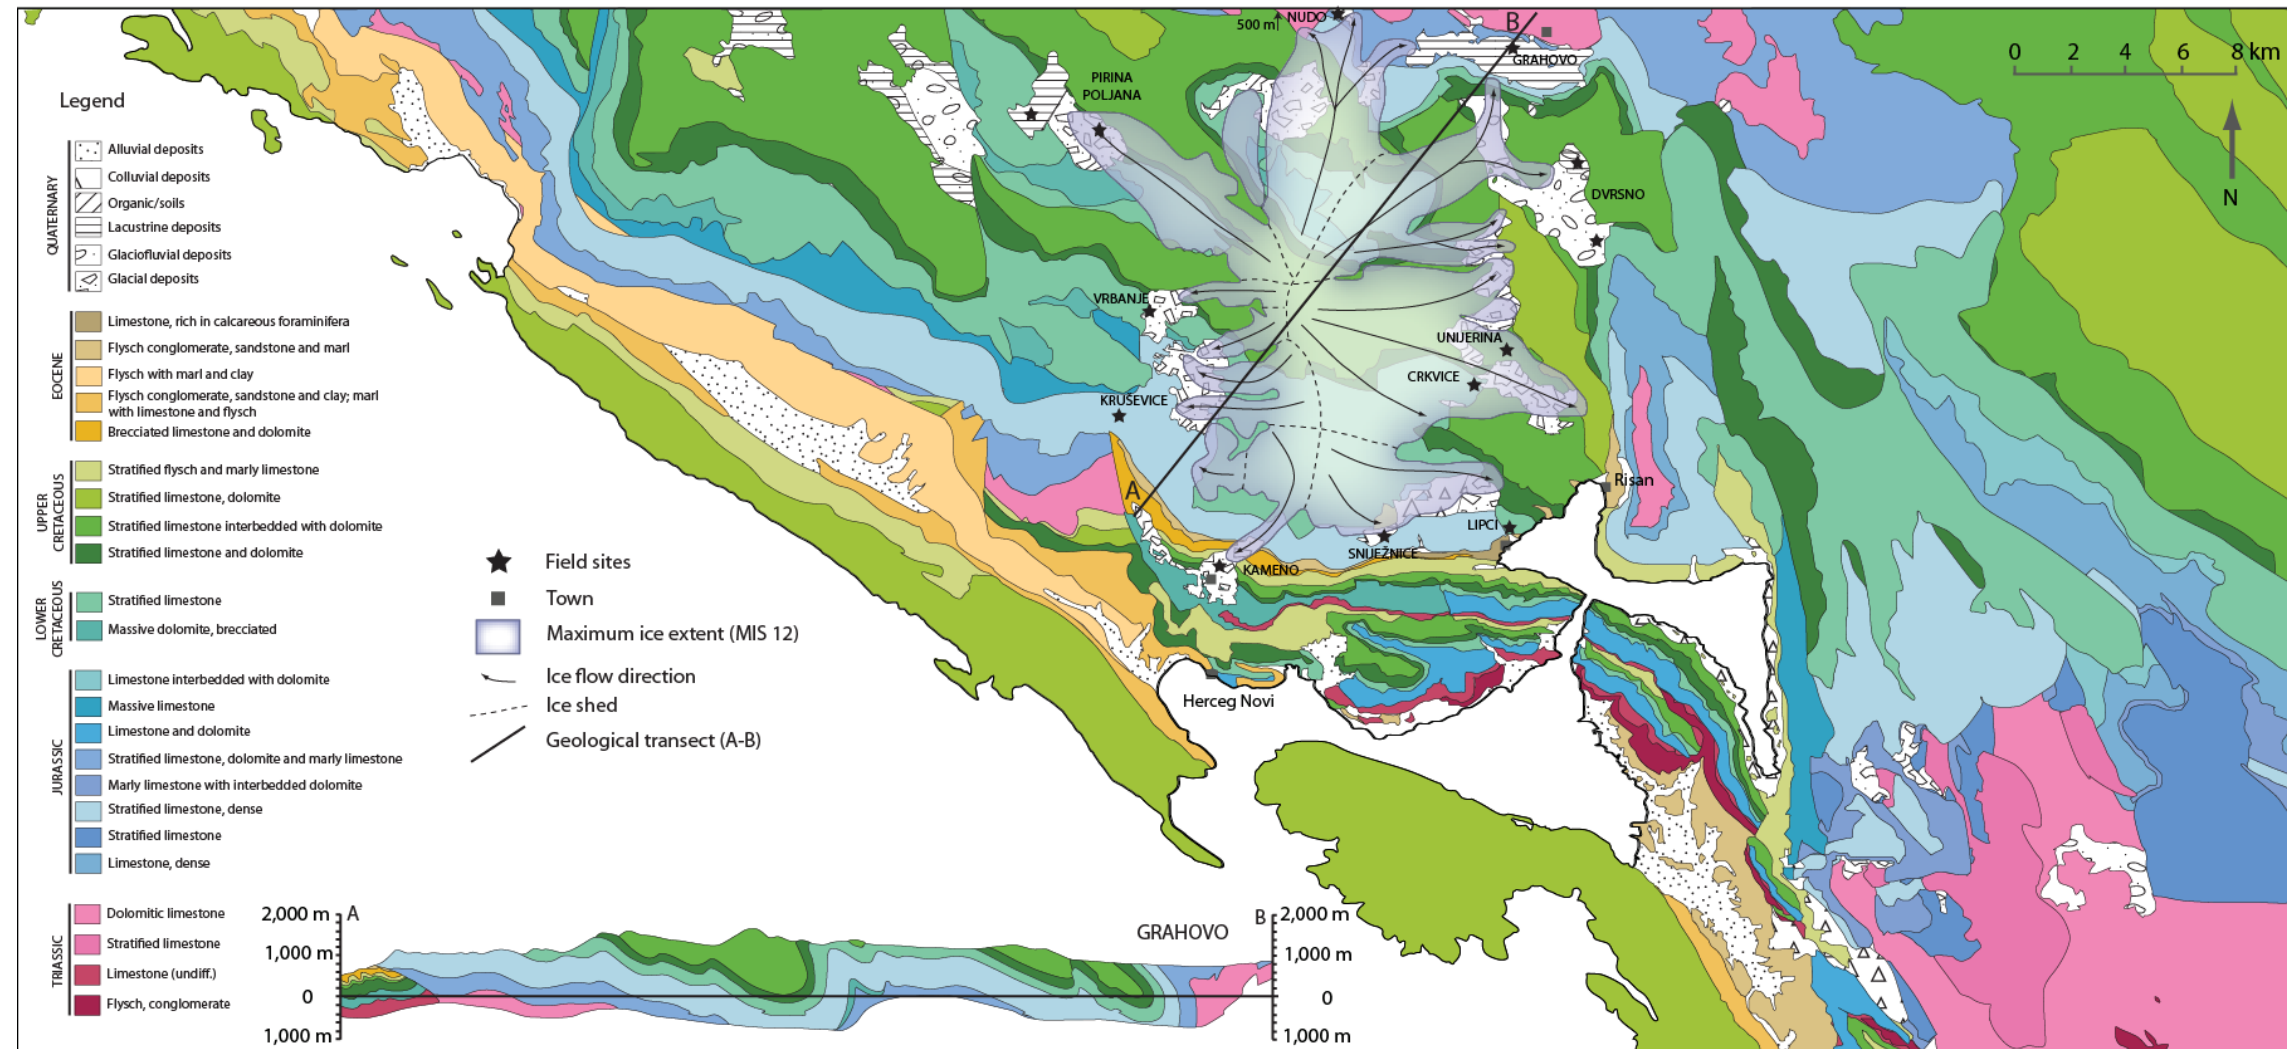 Legend
QUATERNARY
Alluvial deposits
Colluvial deposits
Organic/soils
Lacustrine deposits
Glaciofluvial deposits
Glacial deposits
EOCENE
Limestone, rich in calcareous foraminifera
Flysch conglomerate, sandstone and marl
Flysch with marl and clay
Flysch conglomerate, sandstone and clay; marl
with limestone and flysch
Brecciated limestone and dolomite
UPPER
CRETACEOUS
Stratified flysch and marly limestone
Stratified limestone, dolomite
Stratified limestone interbedded with dolomite
Stratified limestone and dolomite
LOWER
CRETACEOUS
Stratified limestone
Massive dolomite, brecciated
JURASSIC
Limestone interbedded with dolomite
Massive limestone
Limestone and dolomite
Stratified limestone, dolomite and marly limestone
Marly limestone with interbedded dolomite
Stratified limestone, dense
Stratified limestone
Limestone, dense
TRIASSIC
Dolomitic limestone
Stratified limestone
Limestone (undiff.)
Flysch, conglomerate
Field sites
Town
Maximum ice extent (MIS 12)
Ice flow direction
Ice shed
Geological transect (A-B)
500 m
NUDO
B
GRAHOVO
0 2 4 6 8 km
N
PIRINA
POLJANA
DVRSNO
VRBANJE
UNIJERINA
CRKVICE
KRUŠEVICE
A
Risan
LIPCI
SNIJEŽNICE
KAMENO
Herceg Novi
2,000 m
A
1,000 m
0
1,000 m
GRAHOVO
B
2,000 m
1,000 m
0
1,000 m